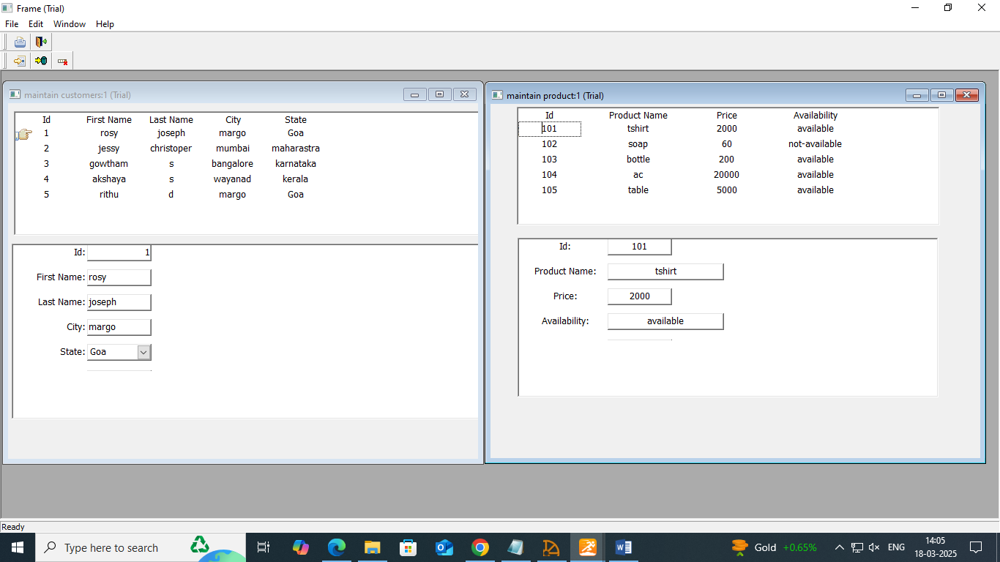 Frame (Trial)
File Edit Window Help
maintain customers:1 (Trial)
Id First Name Last Name City State
1 rosy joseph margo Goa
2 jessy christoper mumbai maharastra
3 gowtham s bangalore karnataka
4 akshaya s wayanad kerala
5 rithu d margo Goa
Id: 1
First Name: rosy
Last Name: joseph
City: margo
State: Goa
maintain product:1 (Trial)
Id Product Name Price Availability
101 tshirt 2000 available
102 soap 60 not-available
103 bottle 200 available
104 ac 20000 available
105 table 5000 available
Id: 101
Product Name: tshirt
Price: 2000
Availability: available
Ready
Type here to search
Gold +0.65%
ENG
14:05
18-03-2025